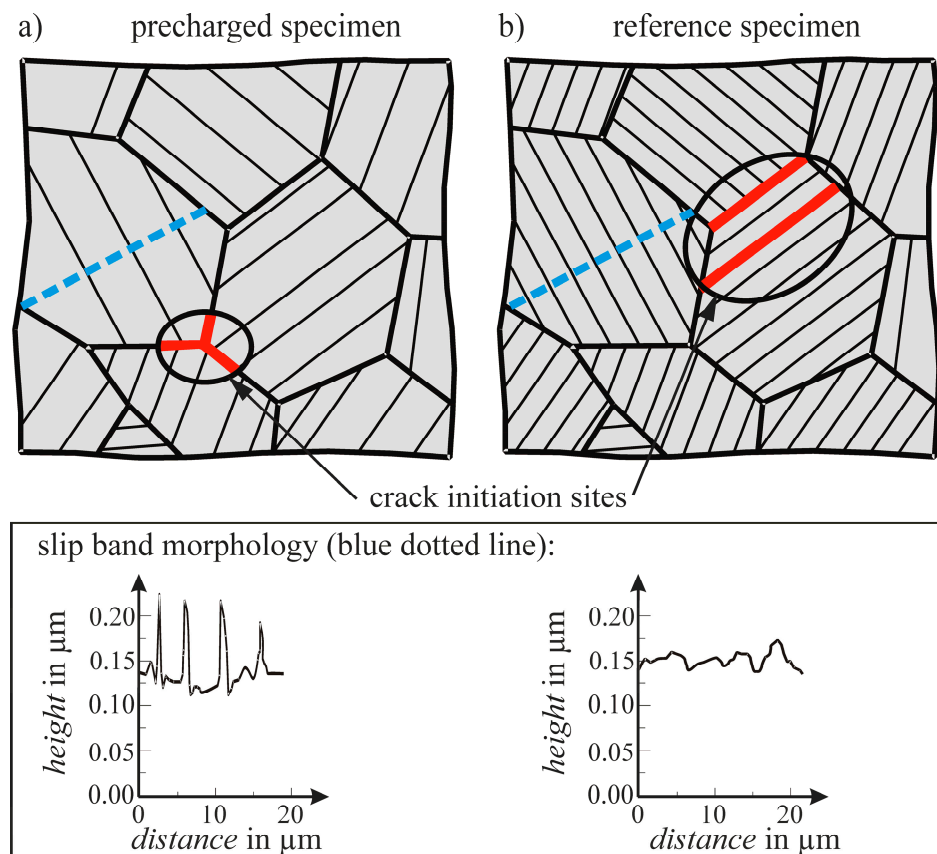 a) precharged specimen b) reference specimen
crack initiation sites
slip band morphology (blue dotted line):
height in µm
0.20
0.15
0.10
0.05
0.00
0 10 20
distance in µm
height in µm
0.20
0.15
0.10
0.05
0.00
0 10 20
distance in µm